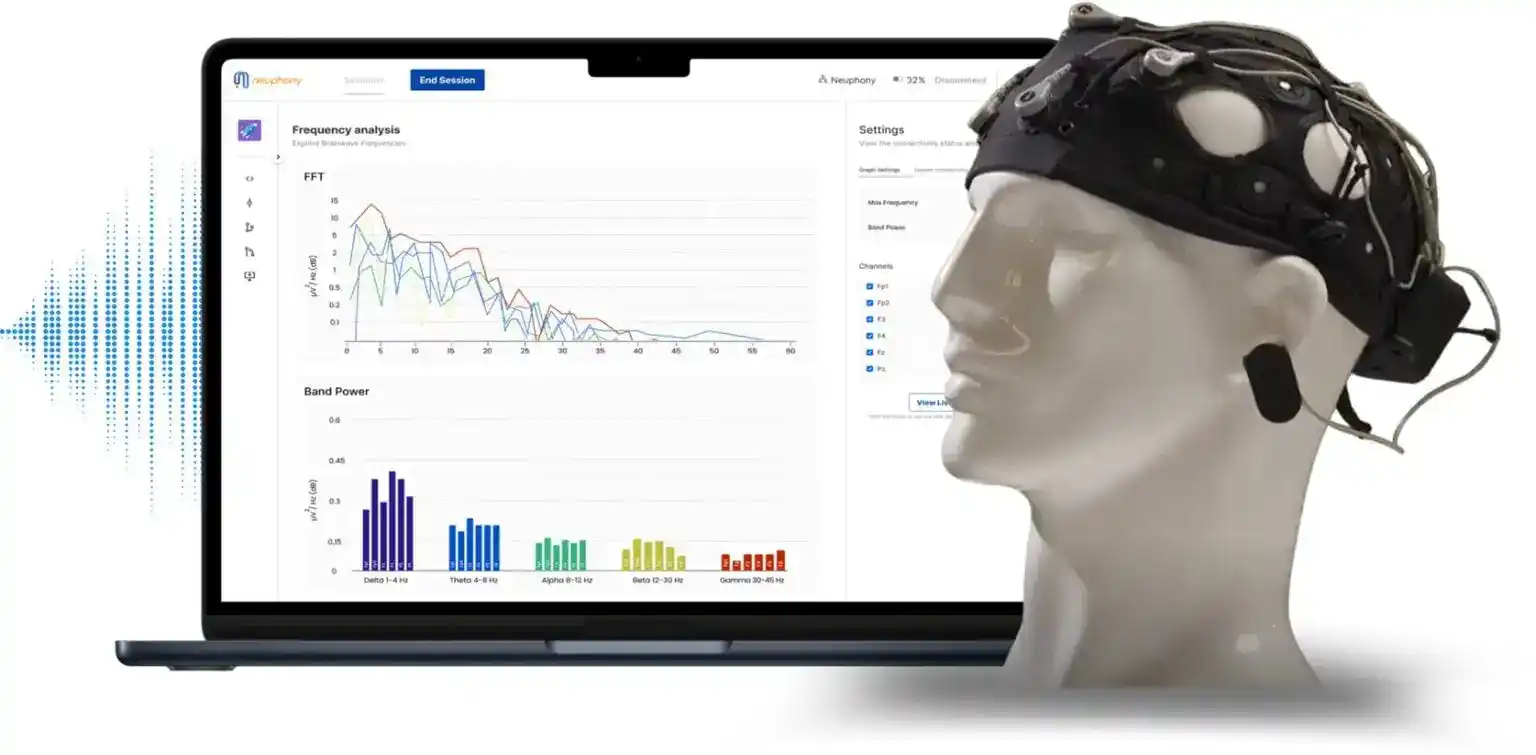 neuphony
Sessions
End Session
Neuphony
32%
Disconnect
Frequency analysis
Explore Brainwave Frequencies
FFT
15
10
5
2
1
0.5
0.2
0.1
μV²/ Hz (dB)
0 5 10 15 20 25 30 35 40 45 50 55 60
Band Power
0.6
0.45
0.3
0.15
0
μV²/ Hz (dB)
Delta 1-4 Hz
Theta 4-8 Hz
Alpha 8-12 Hz
Beta 12-30 Hz
Gamma 30-45 Hz
Settings
View the connectivity status and
Graph Settings
Max Frequency
Band Power
Channels
Fp1
Fp2
F3
F4
Fz
Pz
View Liv